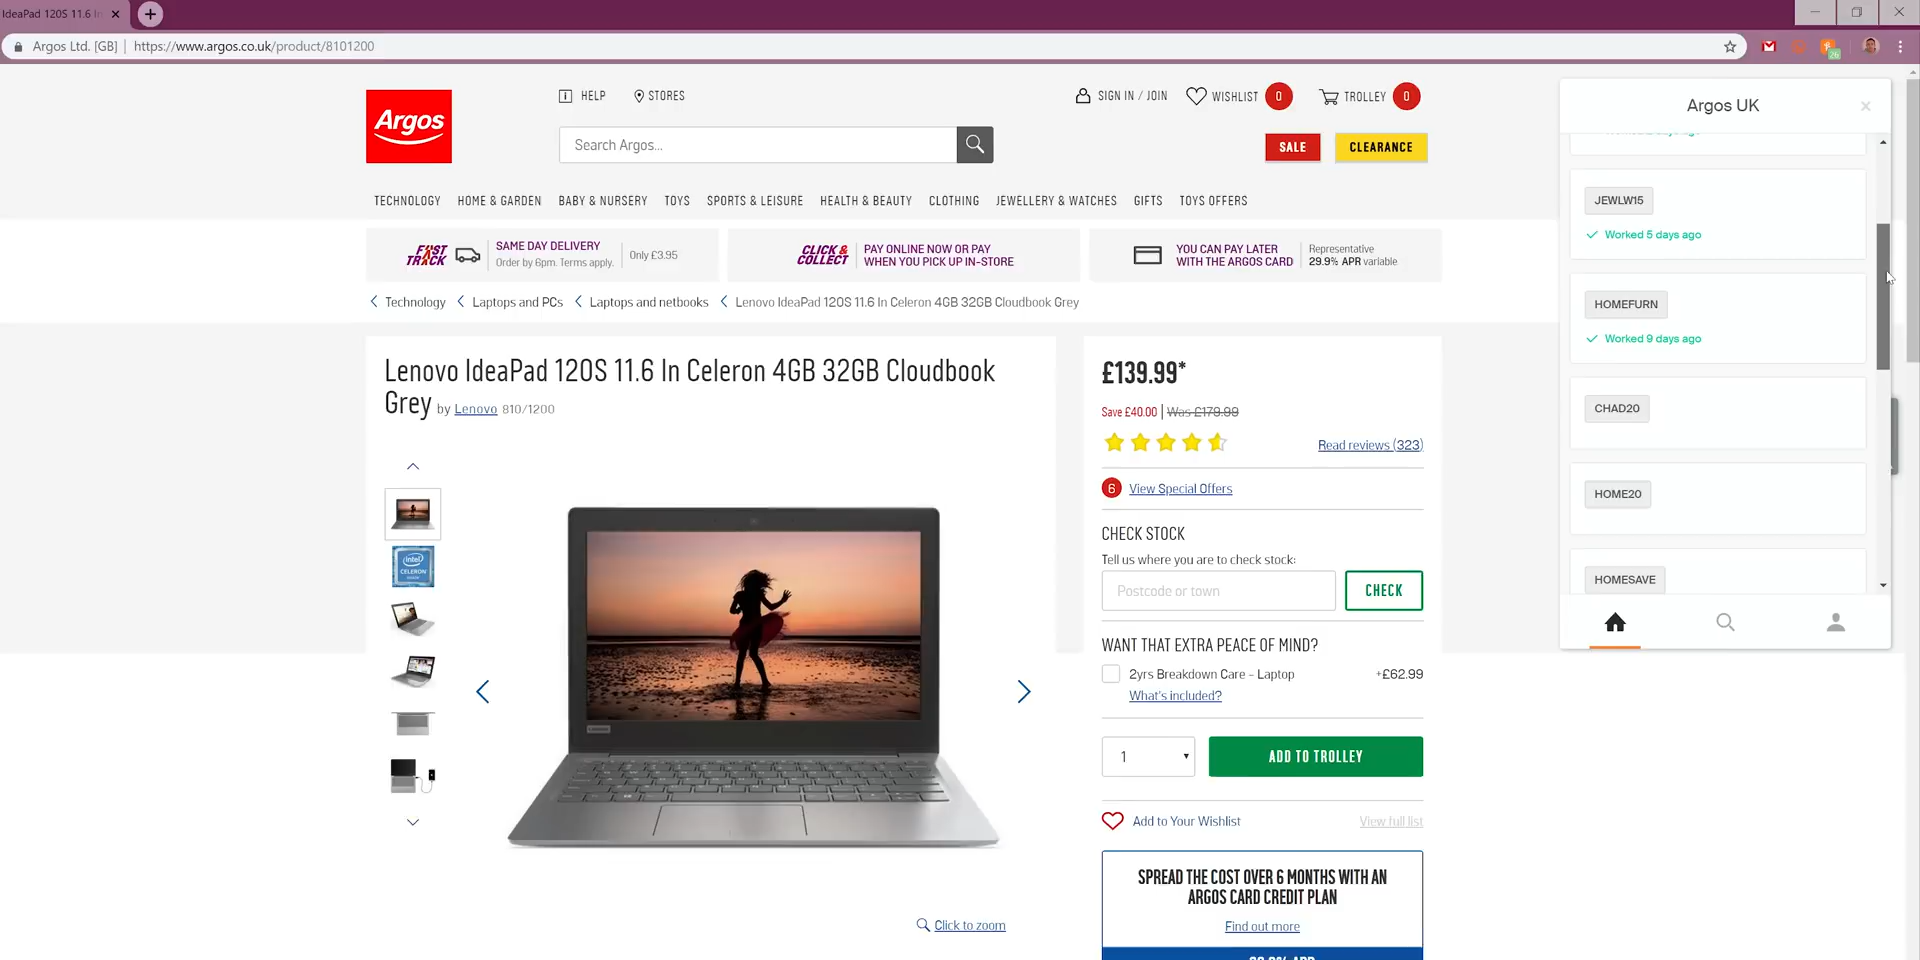 IdeaPad 120S 11.6 In
Argos Ltd. [GB] | https://www.argos.co.uk/product/8101200
26
Argos
HELP
STORES
SIGN IN / JOIN
WISHLIST 0
TROLLEY 0
Search Argos...
SALE
CLEARANCE
TECHNOLOGY HOME & GARDEN BABY & NURSERY TOYS SPORTS & LEISURE HEALTH & BEAUTY CLOTHING JEWELLERY & WATCHES GIFTS TOYS OFFERS
FAST TRACK
SAME DAY DELIVERY
Order by 6pm. Terms apply.
Only £3.95
CLICK & COLLECT
PAY ONLINE NOW OR PAY
WHEN YOU PICK UP IN-STORE
YOU CAN PAY LATER
WITH THE ARGOS CARD
Representative
29.9% APR variable
Technology Laptops and PCs Laptops and netbooks Lenovo IdeaPad 120S 11.6 In Celeron 4GB 32GB Cloudbook Grey
Lenovo IdeaPad 120S 11.6 In Celeron 4GB 32GB Cloudbook
Grey by Lenovo 810/1200
intel
CELERON
Lenovo
Click to zoom
£139.99*
Save £40.00 | Was £179.99
Read reviews (323)
6 View Special Offers
CHECK STOCK
Tell us where you are to check stock:
Postcode or town
CHECK
WANT THAT EXTRA PEACE OF MIND?
2yrs Breakdown Care - Laptop +£62.99
What's included?
1
ADD TO TROLLEY
Add to Your Wishlist
View full list
SPREAD THE COST OVER 6 MONTHS WITH AN
ARGOS CARD CREDIT PLAN
Find out more
Argos UK
JEWLW15
Worked 5 days ago
HOMEFURN
Worked 9 days ago
CHAD20
HOME20
HOMESAVE